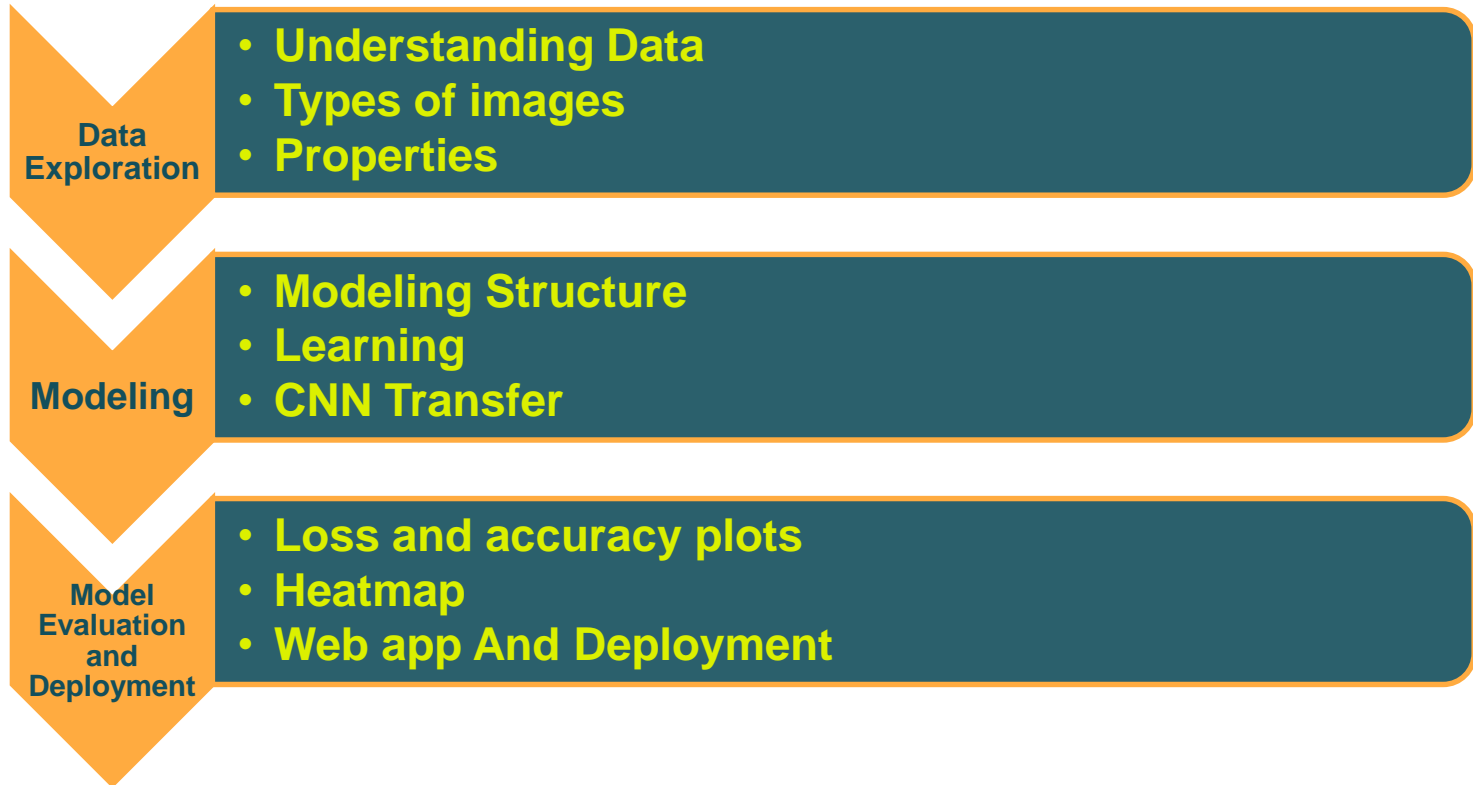 Data
Exploration
• Understanding Data
• Types of images
• Properties
Modeling
• Modeling Structure
• Learning
• CNN Transfer
Model
Evaluation
and
Deployment
• Loss and accuracy plots
• Heatmap
• Web app And Deployment